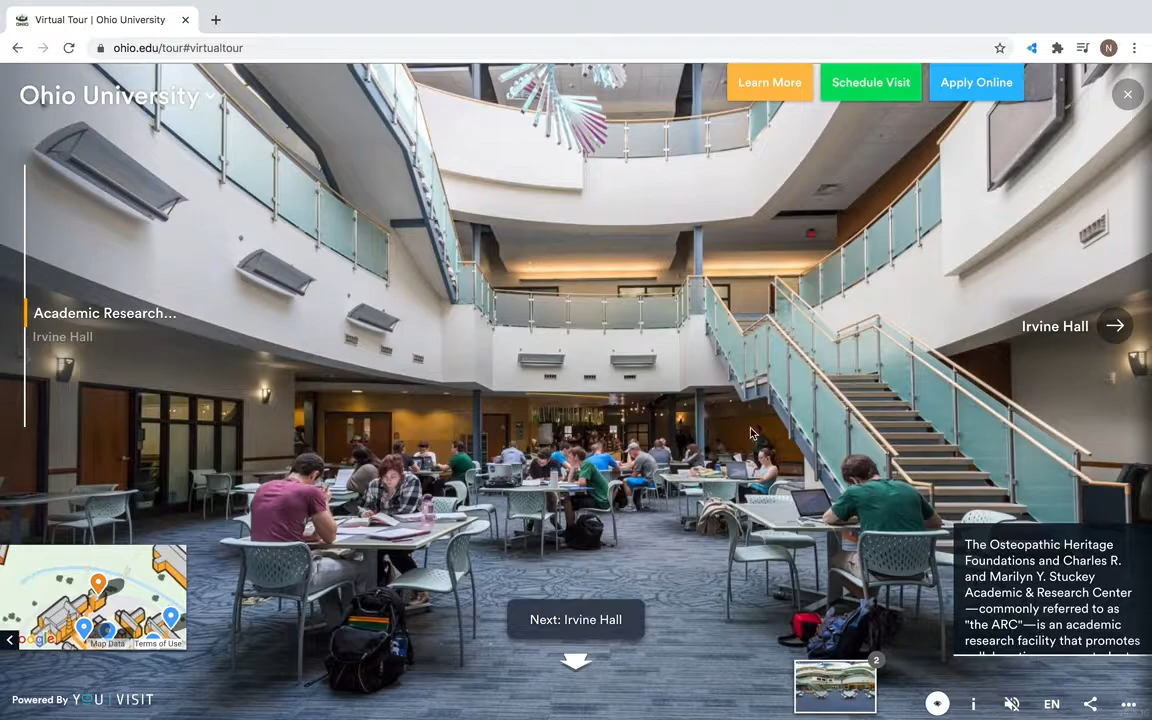 Virtual Tour | Ohio University
ohio.edu/tour#virtualtour
N
Ohio University
Learn More
Schedule Visit
Apply Online
Academic Research...
Irvine Hall
Irvine Hall
The Osteopathic Heritage
Foundations and Charles R.
and Marilyn Y. Stuckey
Academic & Research Center
—commonly referred to as
"the ARC"—is an academic
research facility that promotes
Next: Irvine Hall
Map Data
Terms of Use
2
Powered By YOU VISIT
EN